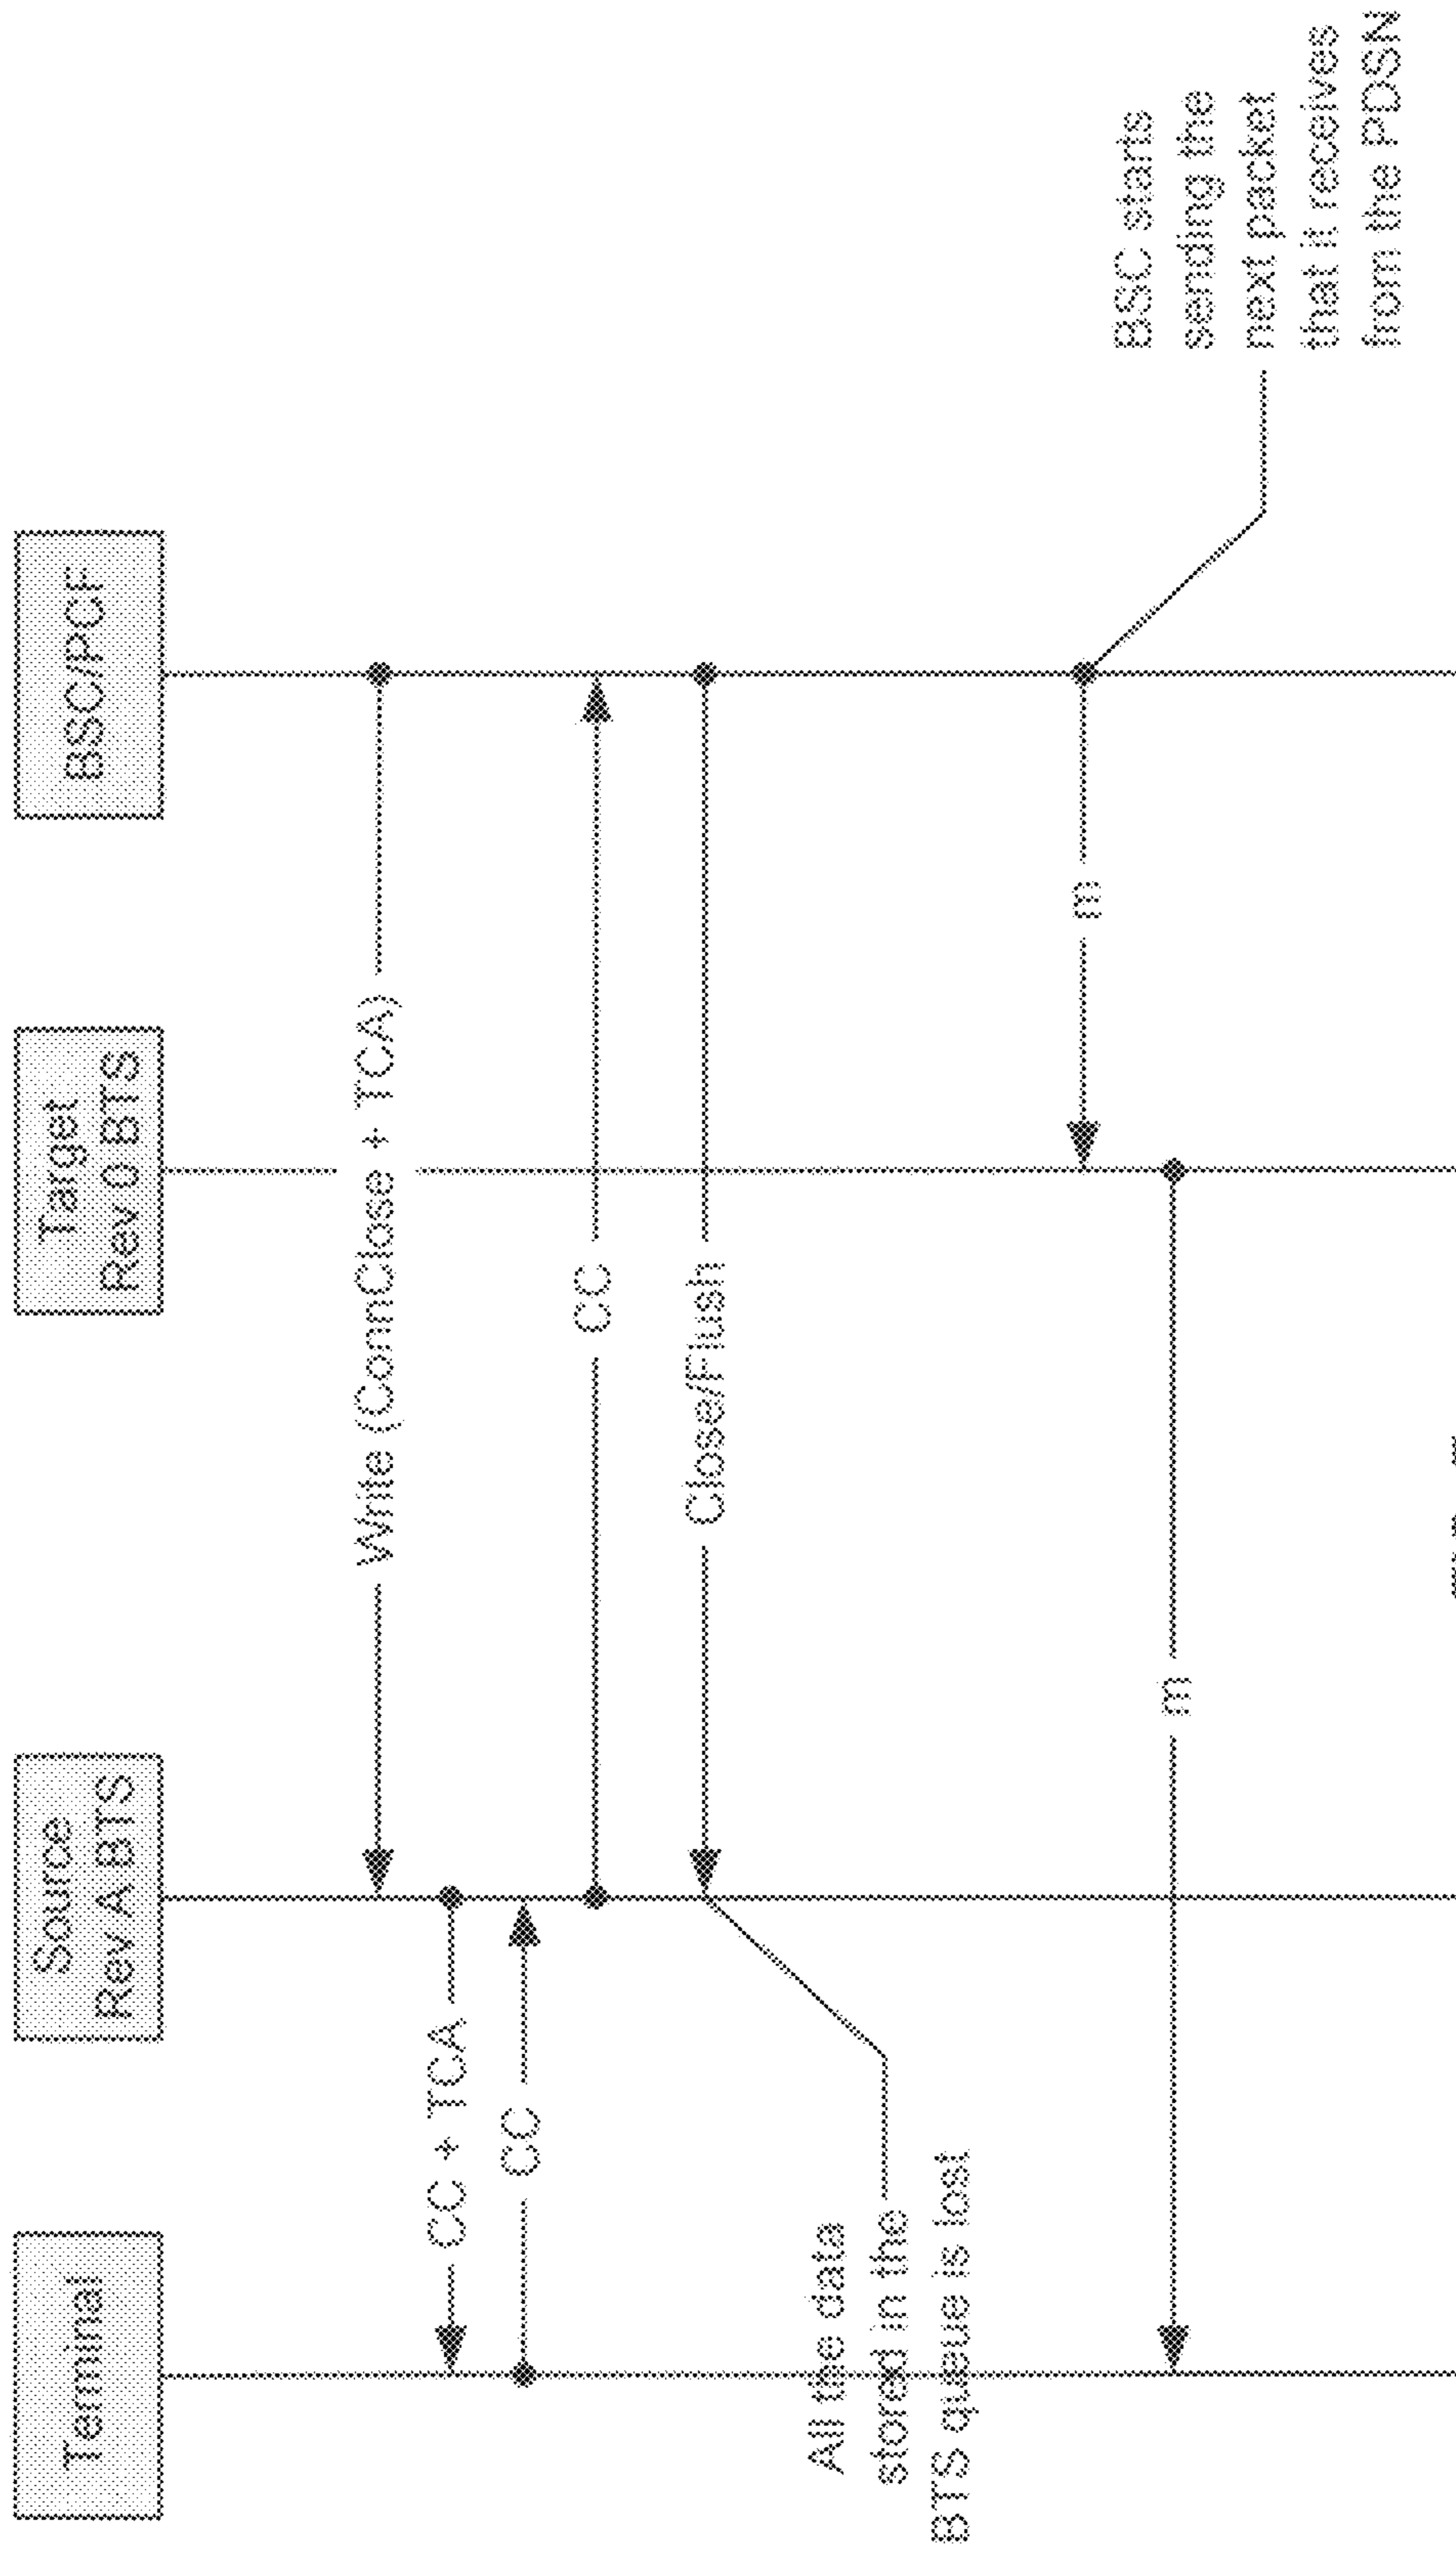 Terminal
Source
Rev A BTS
Target
Rev 0 BTS
BSC/PCF
Write (ConnClose + TCA)
CC + TCA
CC
CC
Close/Flush
All the data
stored in the
BTS queue is lost
m
BSC starts
sending the
next packet
that it receives
from the PDSN
m